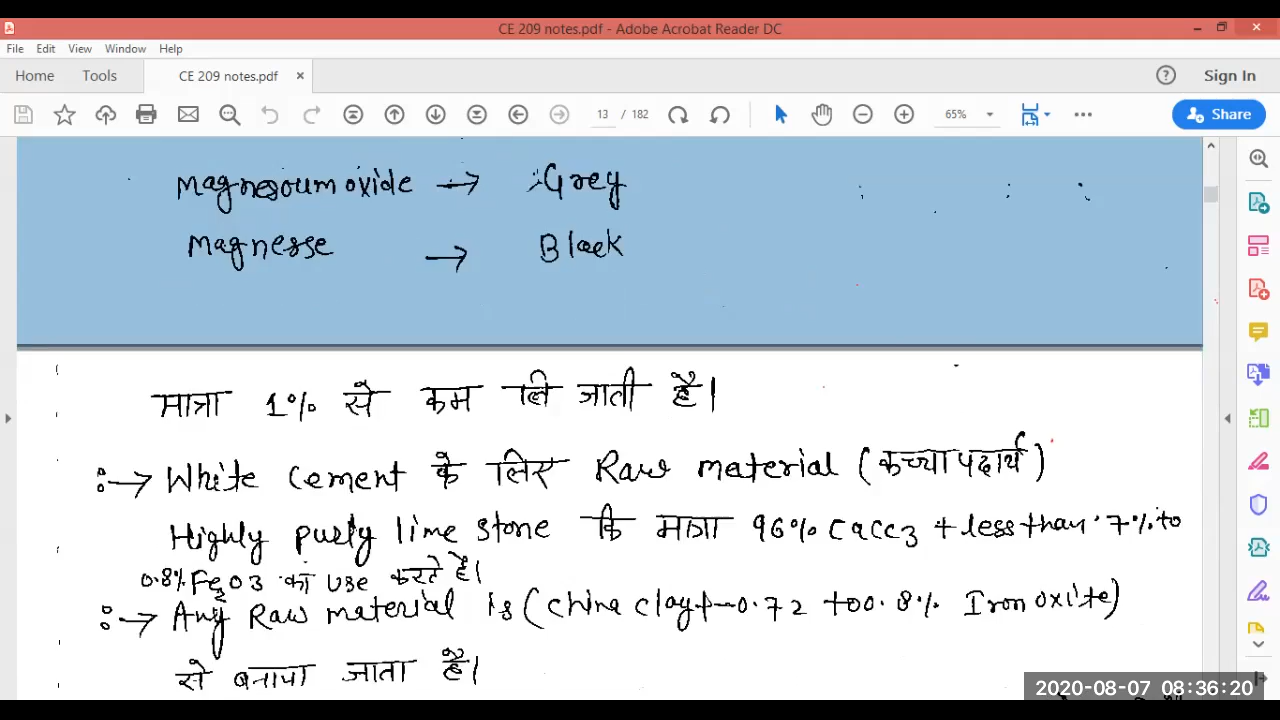 CE 209 notes.pdf - Adobe Acrobat Reader DC
File Edit View Window Help
Home Tools CE 209 notes.pdf × Sign In
13 / 182 65% Share
Magnesoum oxide → Grey
Magnesse → Black
मात्रा 1% से कम लि जाती है।
:→ White cement के लिए Raw material (कच्चा पदार्थ)
Highly purly lime stone कि मात्रा 96% CaCc3 + less than .7% to
0.8% Fe2O3 का use करते है।
:→ Any Raw material is (china clay - 0.72 to 0.8% Iron oxite)
से बनाया जाता है।
2020-08-07 08:36:20